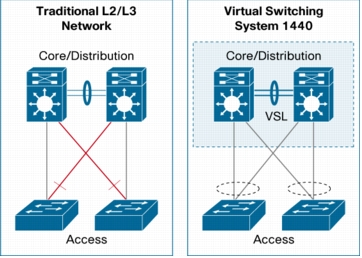 Traditional L2/L3
Network
Core/Distribution
Access
Virtual Switching
System 1440
Core/Distribution
VSL
Access